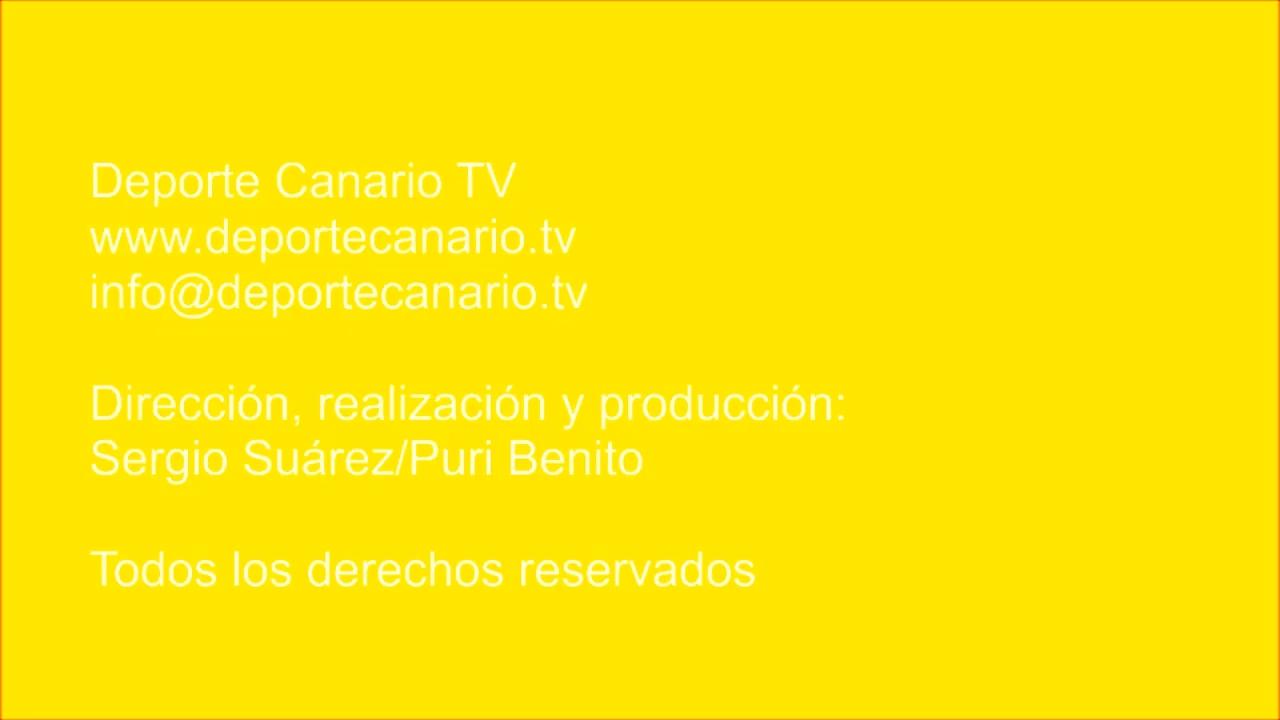 Deporte Canario TV
www.deportecanario.tv
info@deportecanario.tv
Dirección, realización y producción:
Sergio Suárez/Puri Benito
Todos los derechos reservados